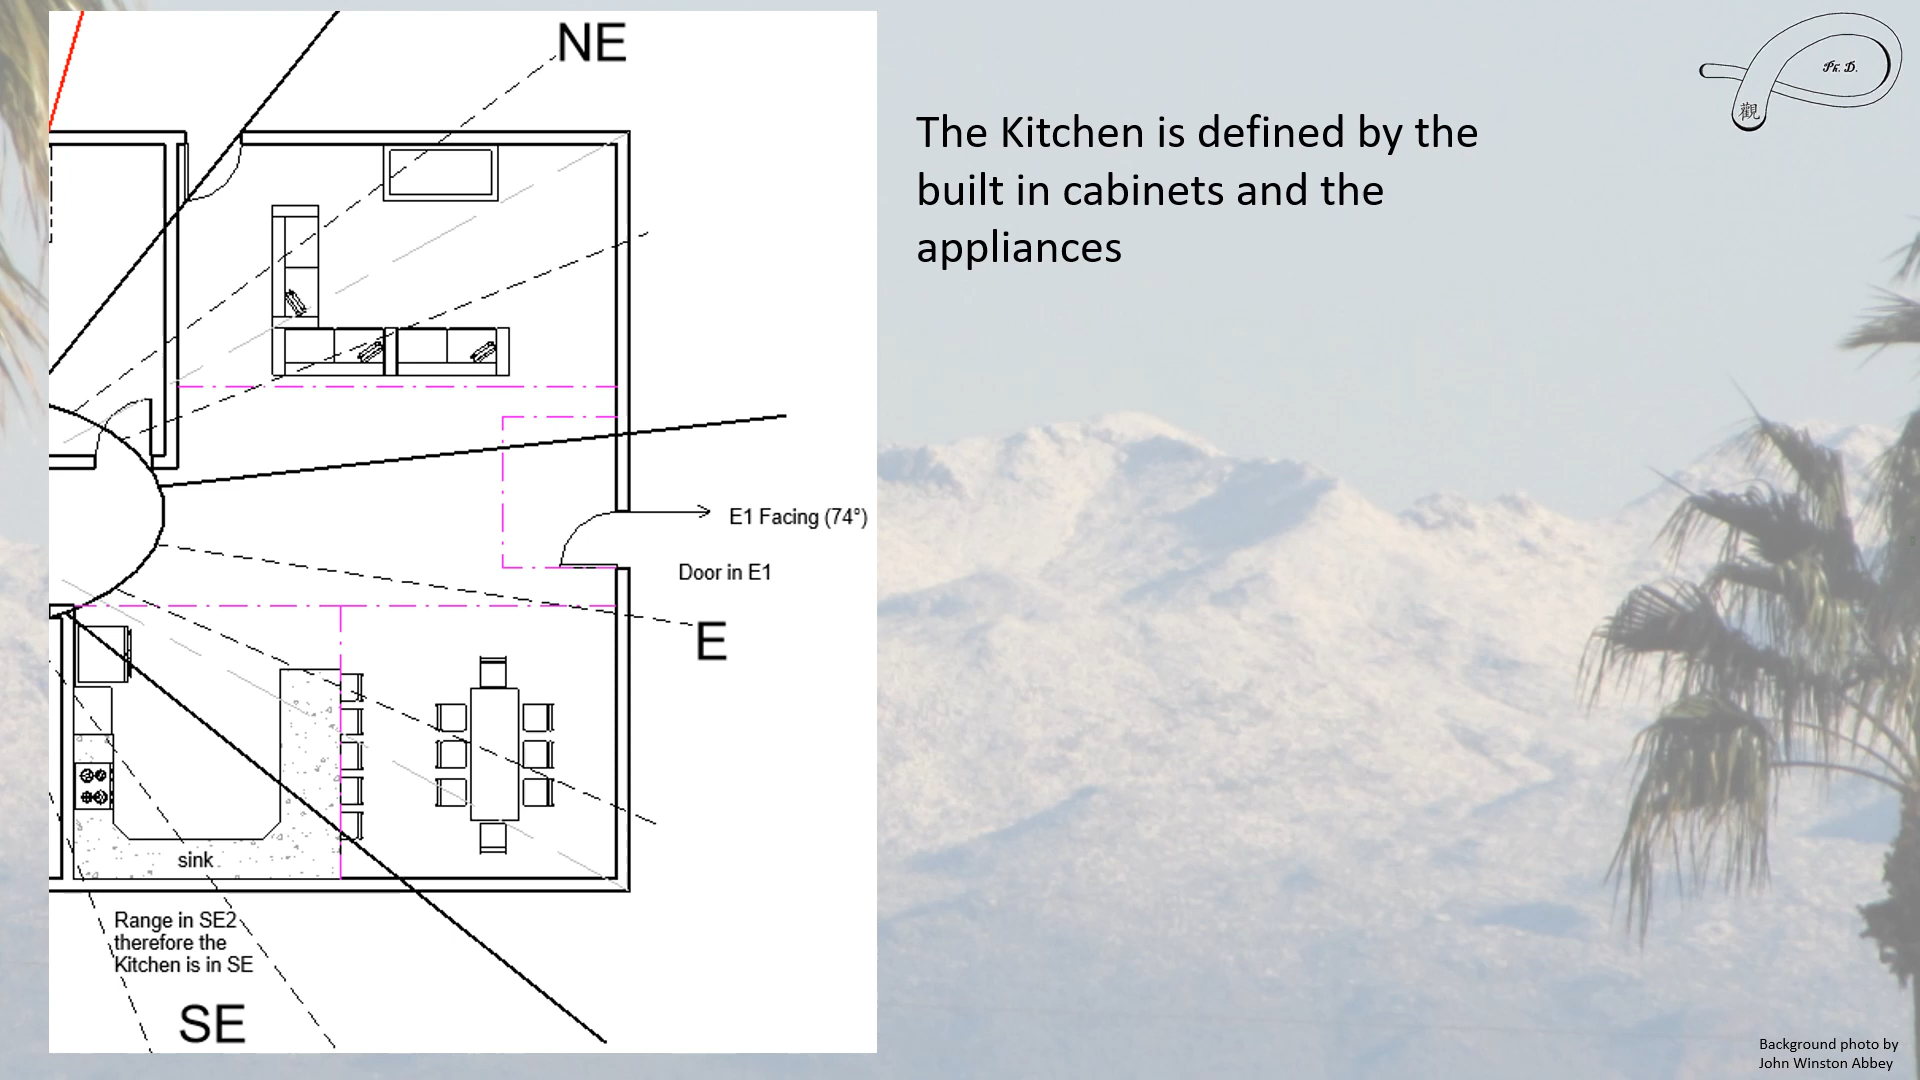 NE
The Kitchen is defined by the
built in cabinets and the
appliances
Ph. D.
觀
E1 Facing (74°)
Door in E1
E
sink
Range in SE2
therefore the
Kitchen is in SE
SE
Background photo by
John Winston Abbey